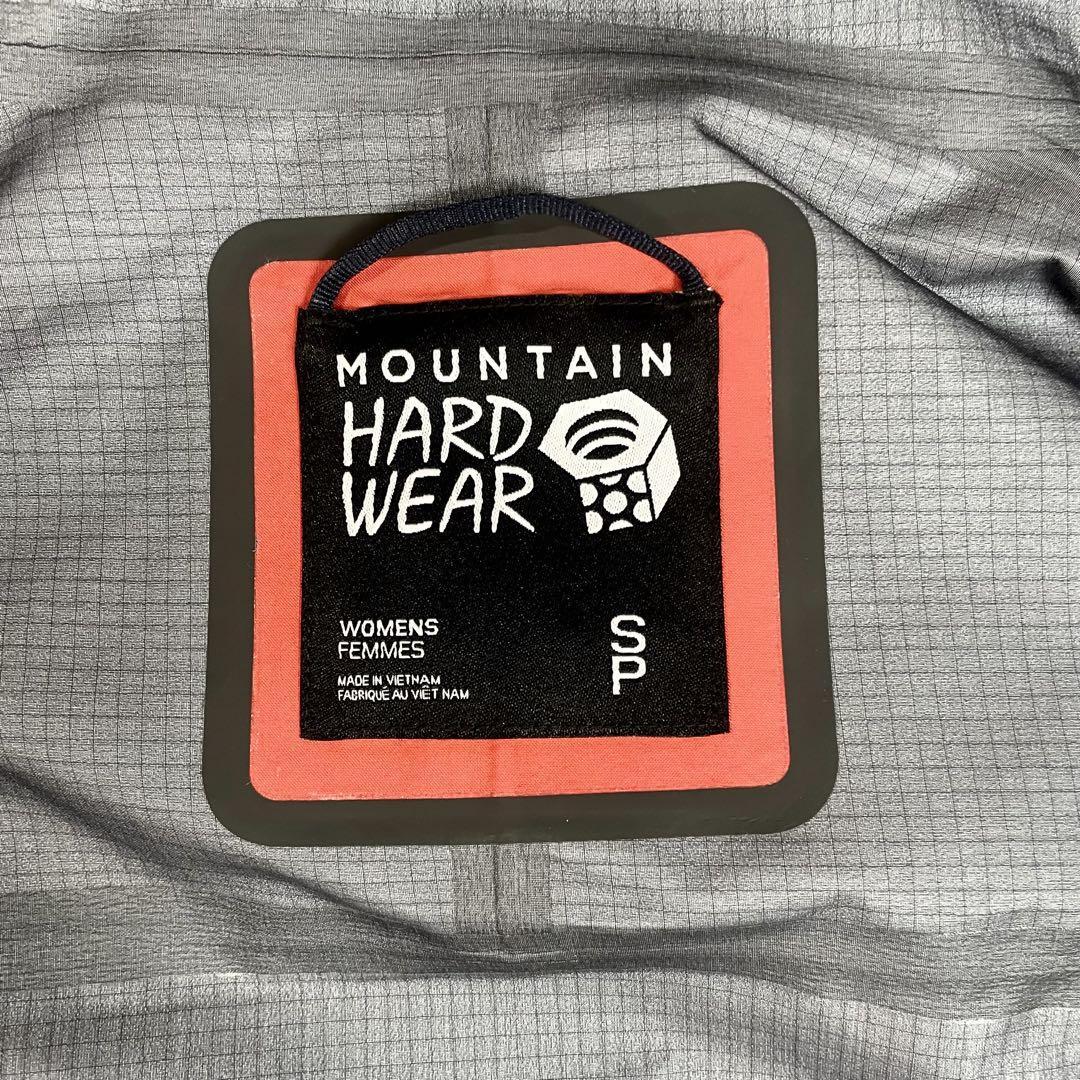 MOUNTAIN
HARD
WEAR
WOMENS
FEMMES
MADE IN VIETNAM
FABRIQUÉ AU VIÊT NAM
S
P